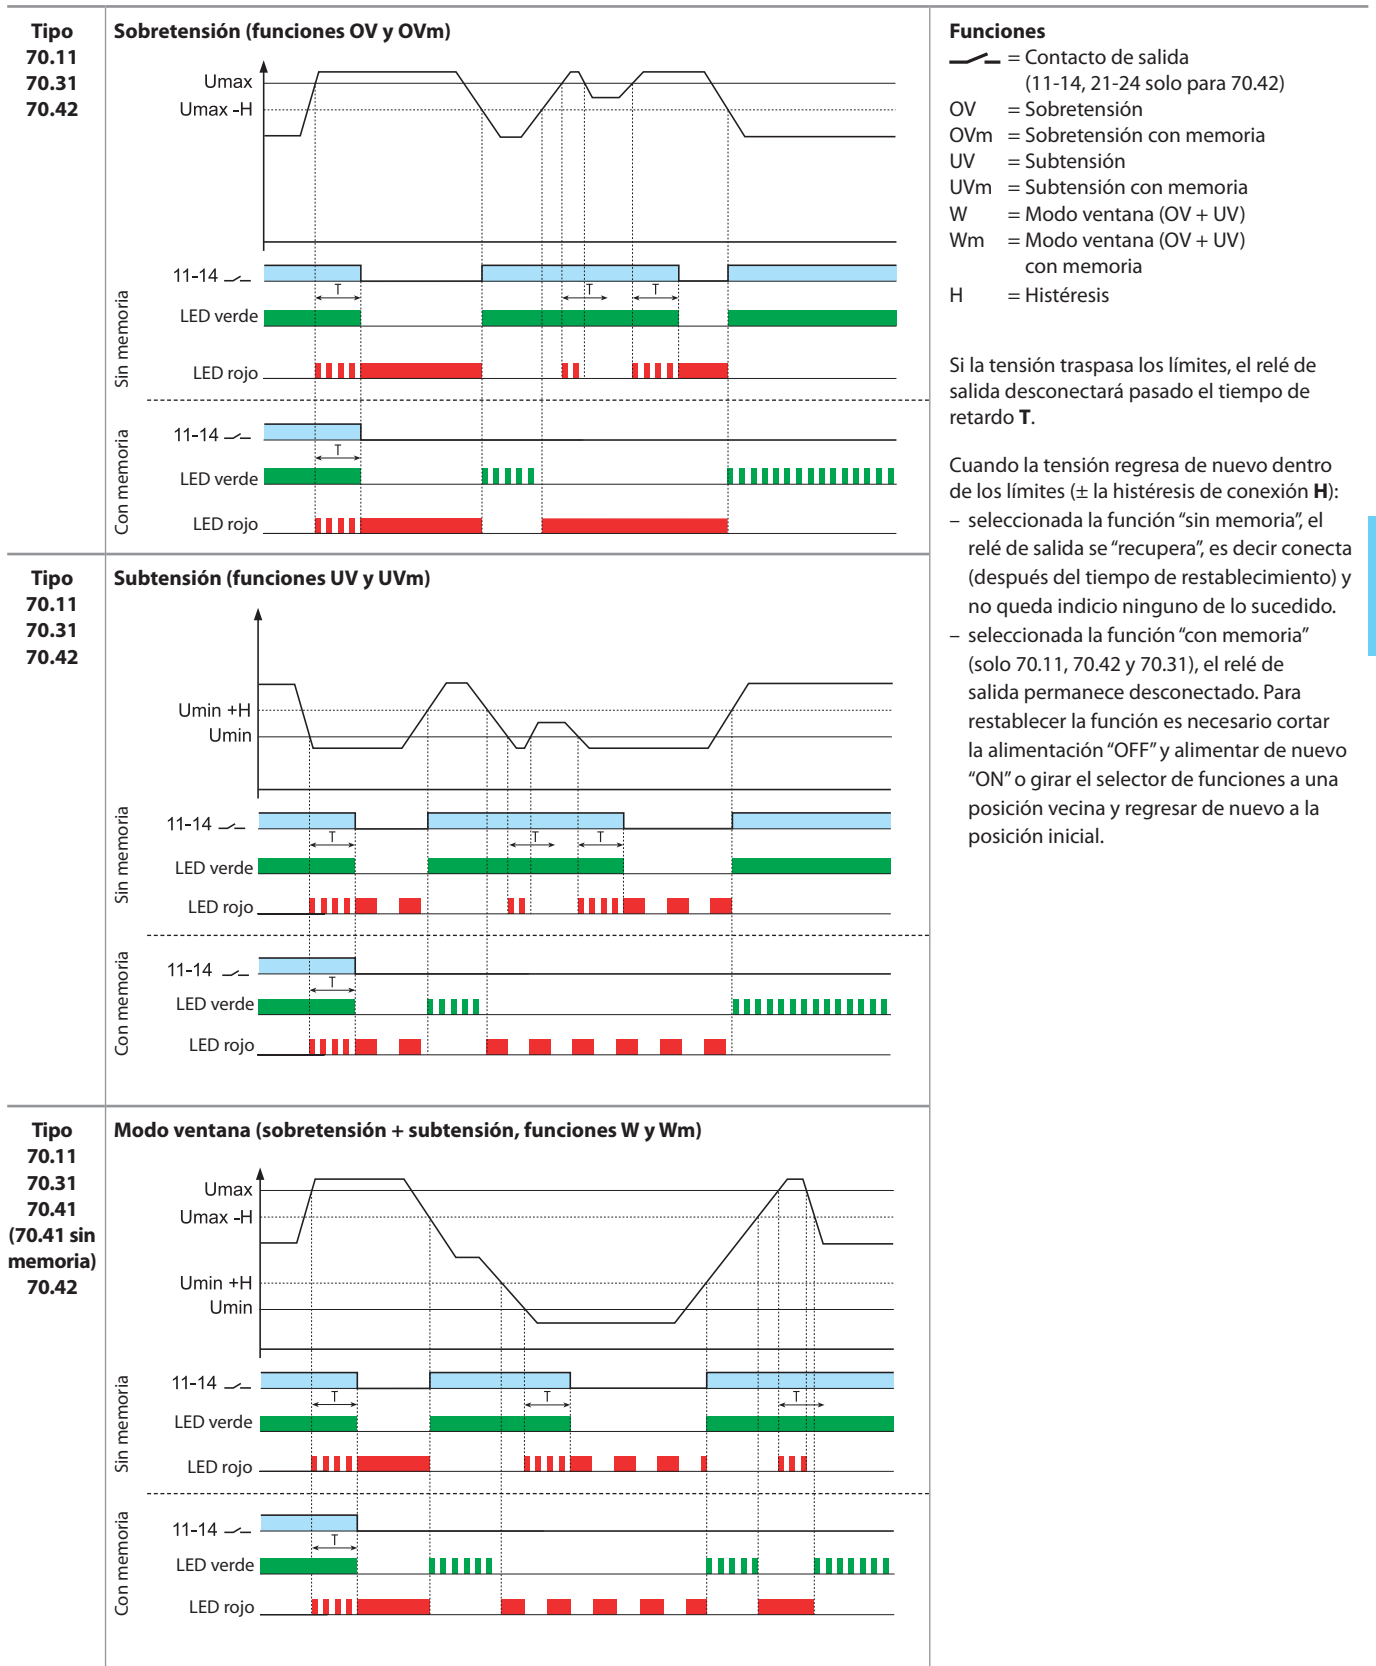 Tipo
70.11
70.31
70.42
Sobretensión (funciones OV y OVm)
Umax
Umax -H
Sin memoria
11-14
T
T
T
LED verde
LED rojo
Con memoria
11-14
T
LED verde
LED rojo
Tipo
70.11
70.31
70.42
Subtensión (funciones UV y UVm)
Umin +H
Umin
Sin memoria
11-14
T
T
T
LED verde
LED rojo
Con memoria
11-14
T
LED verde
LED rojo
Tipo
70.11
70.31
70.41
(70.41 sin
memoria)
70.42
Modo ventana (sobretensión + subtensión, funciones W y Wm)
Umax
Umax -H
Umin +H
Umin
Sin memoria
11-14
T
T
T
LED verde
LED rojo
Con memoria
11-14
T
LED verde
LED rojo
Funciones
= Contacto de salida
(11-14, 21-24 solo para 70.42)
OV = Sobretensión
OVm = Sobretensión con memoria
UV = Subtensión
UVm = Subtensión con memoria
W = Modo ventana (OV + UV)
Wm = Modo ventana (OV + UV)
con memoria
H = Histéresis
Si la tensión traspasa los límites, el relé de
salida desconectará pasado el tiempo de
retardo T.
Cuando la tensión regresa de nuevo dentro
de los límites (± la histéresis de conexión H):
– seleccionada la función “sin memoria”, el
relé de salida se “recupera”, es decir conecta
(después del tiempo de restablecimiento) y
no queda indicio ninguno de lo sucedido.
– seleccionada la función “con memoria”
(solo 70.11, 70.42 y 70.31), el relé de
salida permanece desconectado. Para
restablecer la función es necesario cortar
la alimentación “OFF” y alimentar de nuevo
“ON” o girar el selector de funciones a una
posición vecina y regresar de nuevo a la
posición inicial.